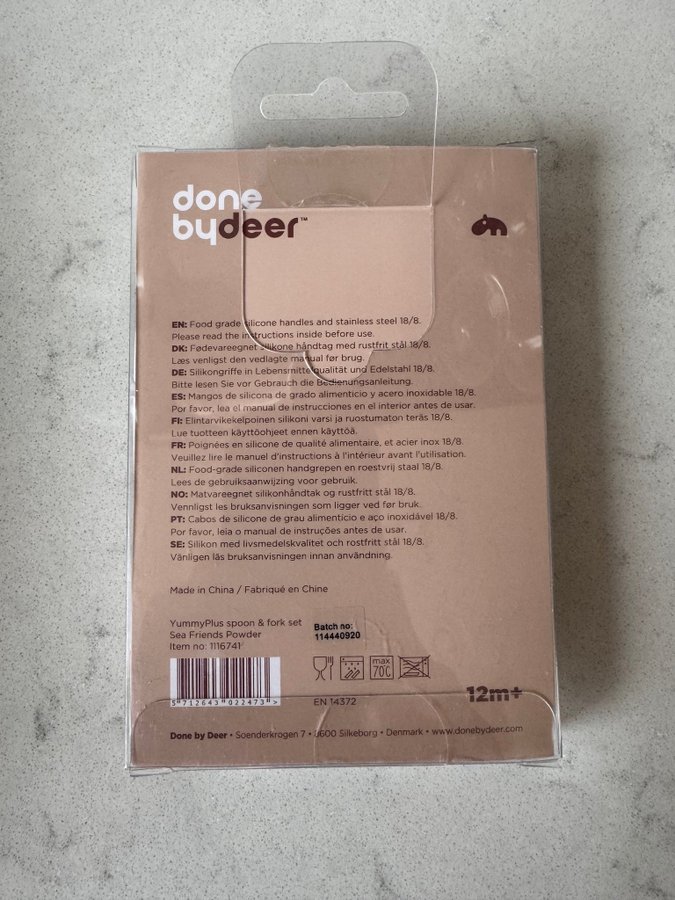 done
bydeer™
EN: Food grade silicone handles and stainless steel 18/8.
Please read the instructions inside before use.
DK: Fødevareegnet silikone håndtag med rustfrit stål 18/8.
Læs venligst den vedlagte manual før brug.
DE: Silikongriffe in Lebensmittelqualität und Edelstahl 18/8.
Bitte lesen Sie vor Gebrauch die Bedienungsanleitung.
ES: Mangos de silicona de grado alimenticio y acero inoxidable 18/8.
Por favor, lea el manual de instrucciones en el interior antes de usar.
FI: Elintarvikekelpoinen silikoni varsi ja ruostumaton teräs 18/8.
Lue tuotteen käyttöohjeet ennen käyttöä.
FR: Poignées en silicone de qualité alimentaire, et acier inox 18/8.
Veuillez lire le manuel d'instructions à l'intérieur avant l'utilisation.
NL: Food-grade siliconen handgrepen en roestvrij staal 18/8.
Lees de gebruiksaanwijzing voor gebruik.
NO: Matvareegnet silikonhåndtak og rustfritt stål 18/8.
Vennligst les bruksanvisningen som ligger ved før bruk.
PT: Cabos de silicone de grau alimenticio e aço inoxidável 18/8.
Por favor, leia o manual de instruções antes de usar.
SE: Silikon med livsmedelskvalitet och rostfritt stål 18/8.
Vänligen läs bruksanvisningen innan användning.
Made in China / Fabriqué en Chine
YummyPlus spoon & fork set
Sea Friends Powder
Item no: 1116741
Batch no:
114440920
max
70°C
5 712643 022473 >
EN 14372
12m+
Done by Deer • Soenderkrogen 7 • 8600 Silkeborg • Denmark • www.donebydeer.com